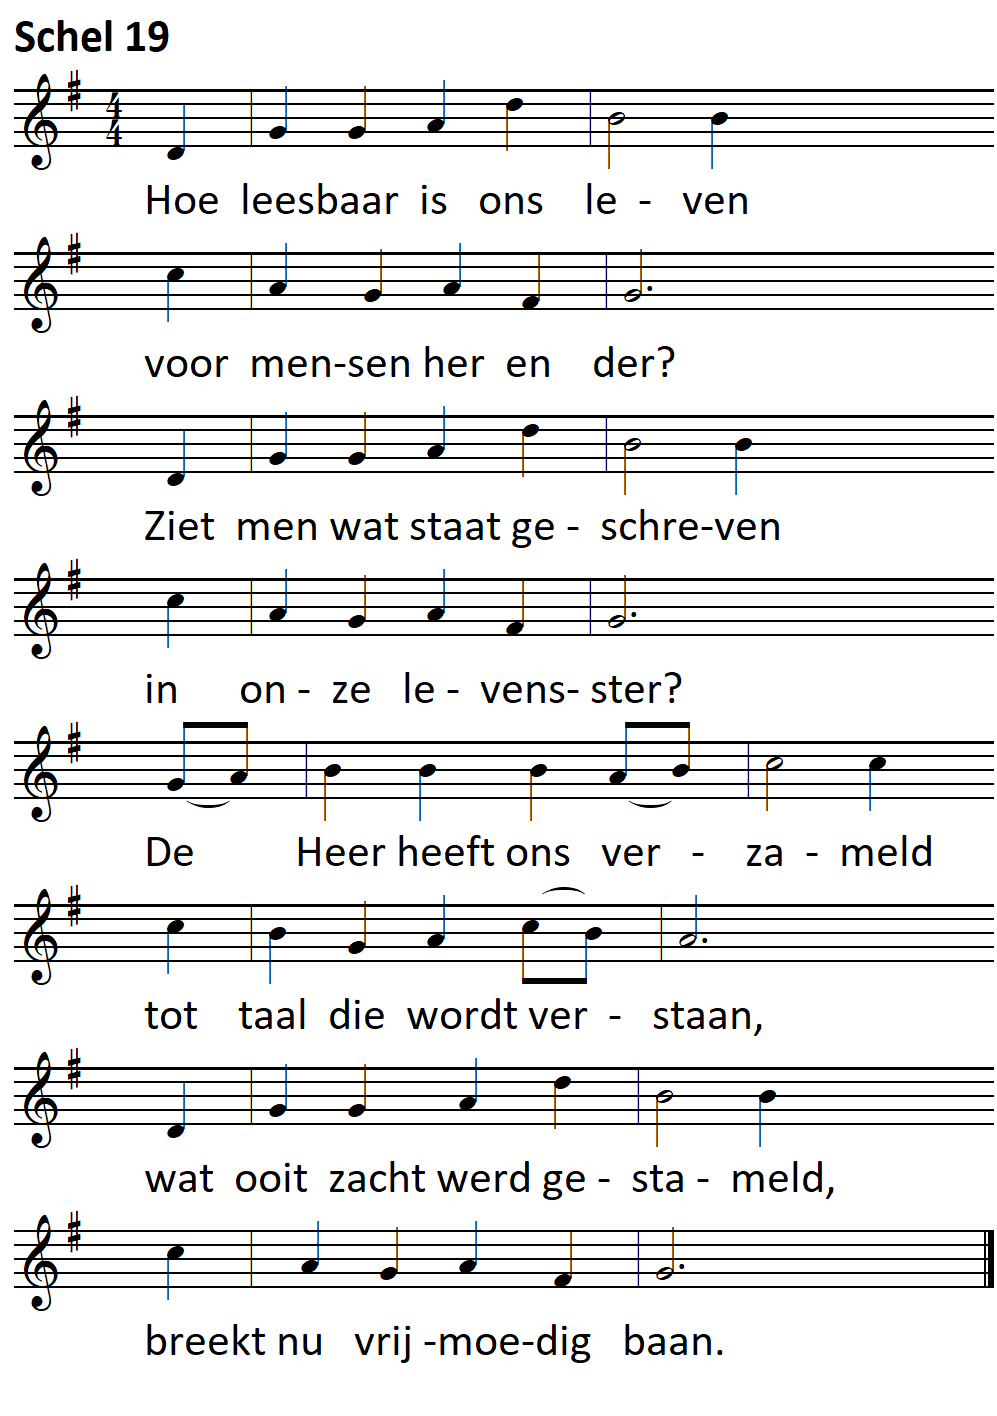 Schel 19
4
4
Hoe leesbaar is ons le - ven
voor men-sen her en der?
Ziet men wat staat ge - schre-ven
in on - ze le - vens- ster?
De Heer heeft ons ver - za - meld
tot taal die wordt ver - staan,
wat ooit zacht werd ge - sta - meld,
breekt nu vrij -moe-dig baan.